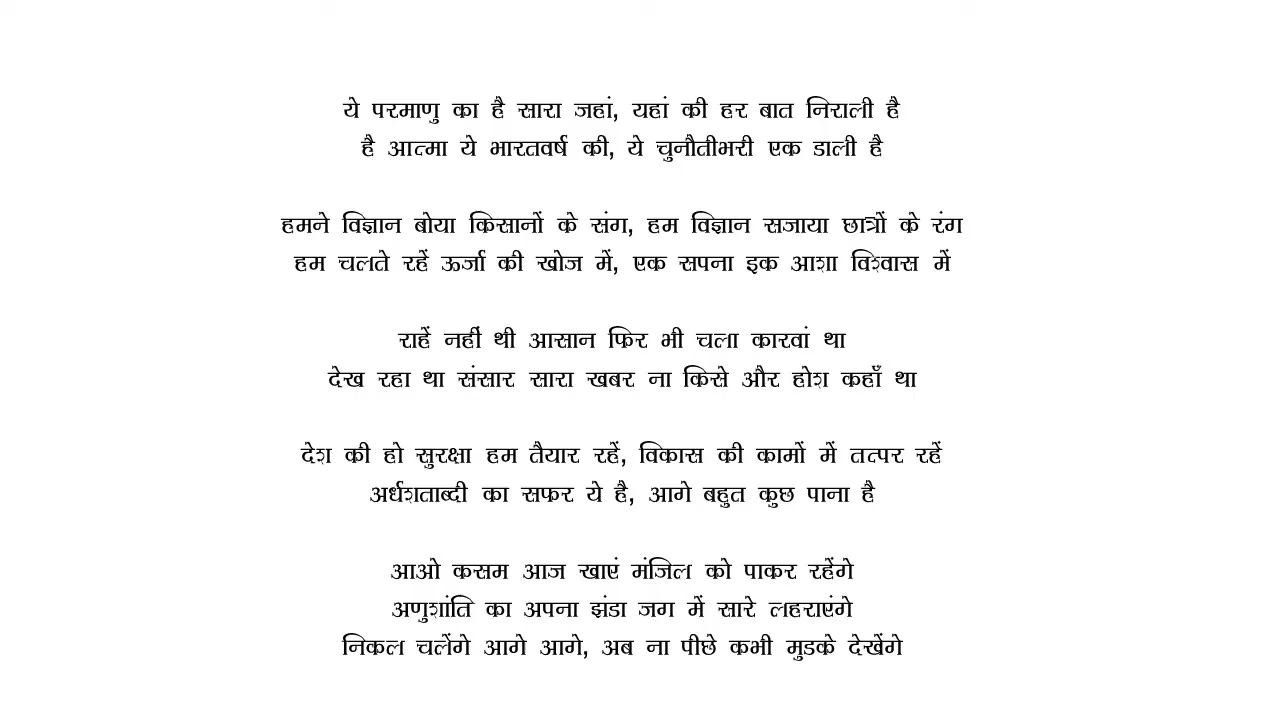 ये परमाणु का है सारा जहां, यहां की हर बात निराली है
है आत्मा ये भारतवर्ष की, ये चुनौतीभरी एक डाली है
हमने विज्ञान बोया किसानों के संग, हम विज्ञान सजाया छात्रों के रंग
हम चलते रहें ऊर्जा की खोज में, एक सपना इक आशा विश्वास में
राहें नहीं थी आसान फिर भी चला कारवां था
देख रहा था संसार सारा खबर ना किसे और होश कहाँ था
देश की हो सुरक्षा हम तैयार रहें, विकास की कामों में तत्पर रहें
अर्धशताब्दी का सफर ये है, आगे बहुत कुछ पाना है
आओ कसम आज खाएं मंजिल को पाकर रहेंगे
अणुशांति का अपना झंडा जग में सारे लहराएंगे
निकल चलेंगे आगे आगे, अब ना पीछे कभी मुडके देखेंगे